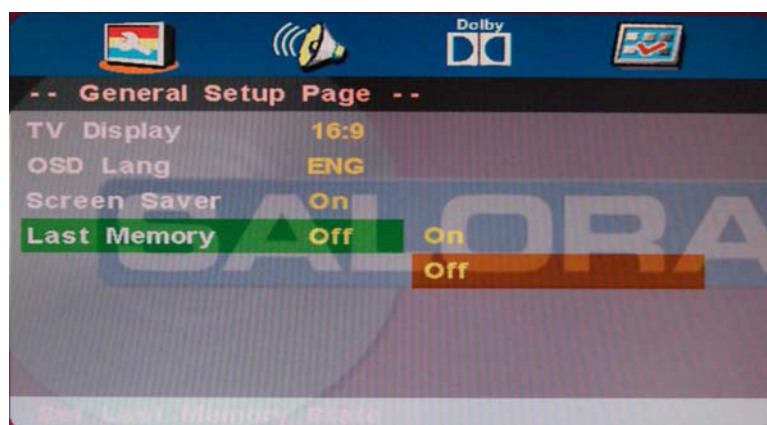 Dolby
-- General Setup Page --
TV Display 16:9
OSD Lang ENG
Screen Saver On
Last Memory Off On
Off
SALORA
Set Last Memory State